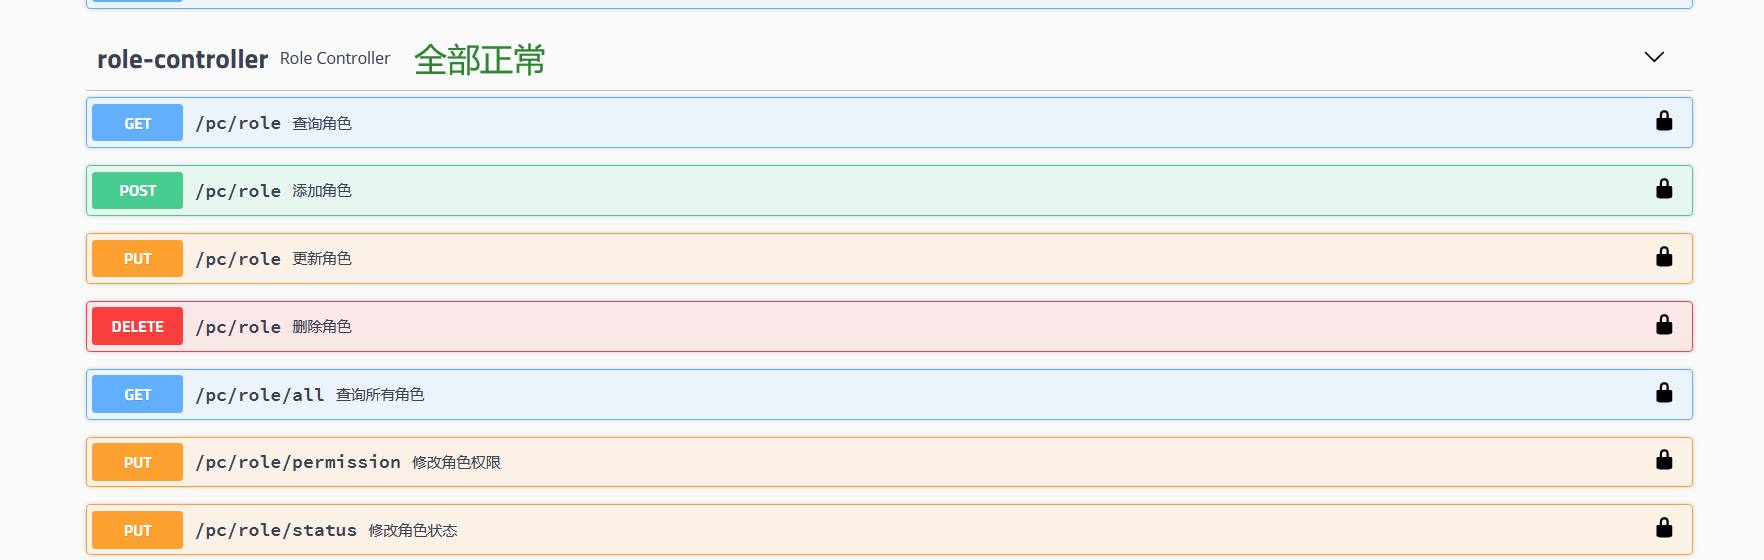 role-controller Role Controller 全部正常
GET /pc/role 查询角色
POST /pc/role 添加角色
PUT /pc/role 更新角色
DELETE /pc/role 删除角色
GET /pc/role/all 查询所有角色
PUT /pc/role/permission 修改角色权限
PUT /pc/role/status 修改角色状态